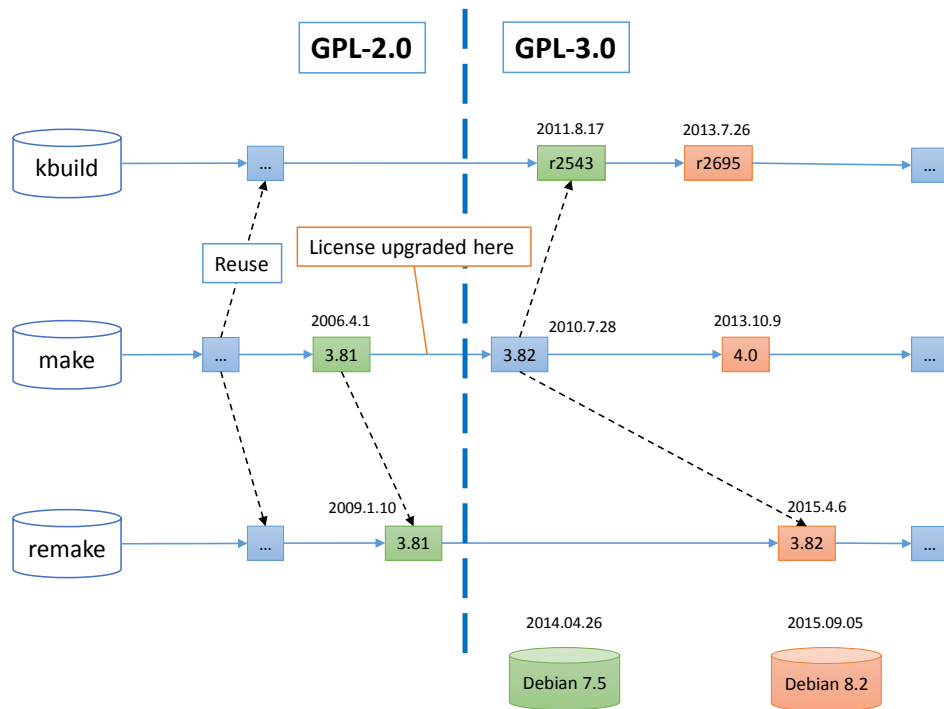 GPL-2.0
GPL-3.0
2011.8.17
2013.7.26
kbuild
...
r2543
r2695
...
Reuse
License upgraded here
2006.4.1
2010.7.28
2013.10.9
make
...
3.81
3.82
4.0
...
2009.1.10
2015.4.6
remake
...
3.81
3.82
...
2014.04.26
2015.09.05
Debian 7.5
Debian 8.2